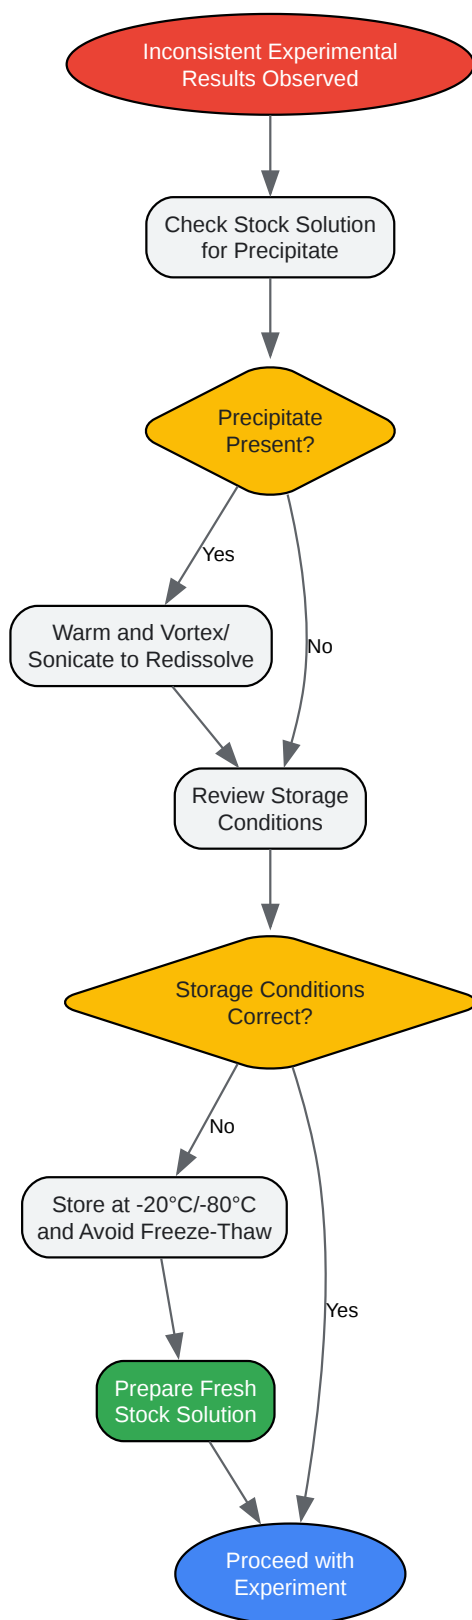 Inconsistent Experimental
Results Observed
Check Stock Solution
for Precipitate
Precipitate
Present?
Yes
Warm and Vortex/
Sonicate to Redissolve
No
Review Storage
Conditions
Storage Conditions
Correct?
No
Store at -20°C/-80°C
and Avoid Freeze-Thaw
Yes
Prepare Fresh
Stock Solution
Proceed with
Experiment